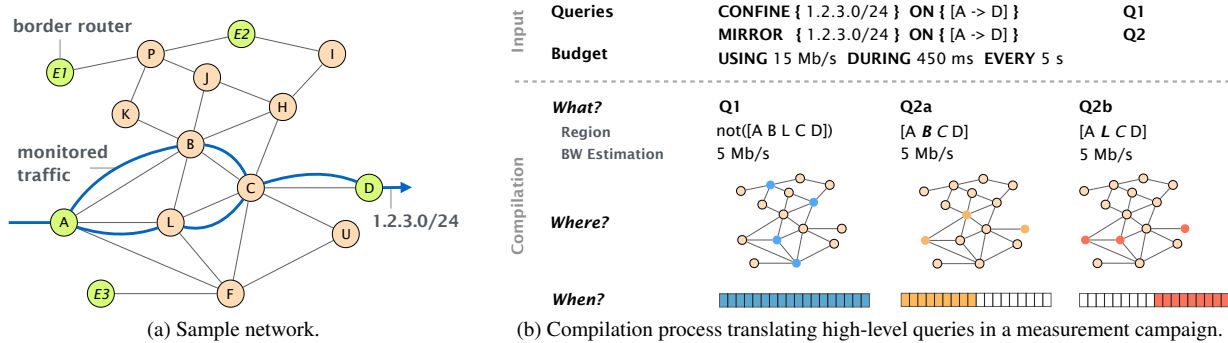 border router
E1
E2
P
I
J
K
H
B
monitored
traffic
C
D
A
L
1.2.3.0/24
U
E3
F
(a) Sample network.
Input
Queries CONFINE { 1.2.3.0/24 } ON { [A -> D] } Q1
MIRROR { 1.2.3.0/24 } ON { [A -> D] } Q2
Budget USING 15 Mb/s DURING 450 ms EVERY 5 s
Compilation
What? Q1 Q2a Q2b
Region not([A B L C D]) [A B C D] [A L C D]
BW Estimation 5 Mb/s 5 Mb/s 5 Mb/s
Where?
When?
(b) Compilation process translating high-level queries in a measurement campaign.